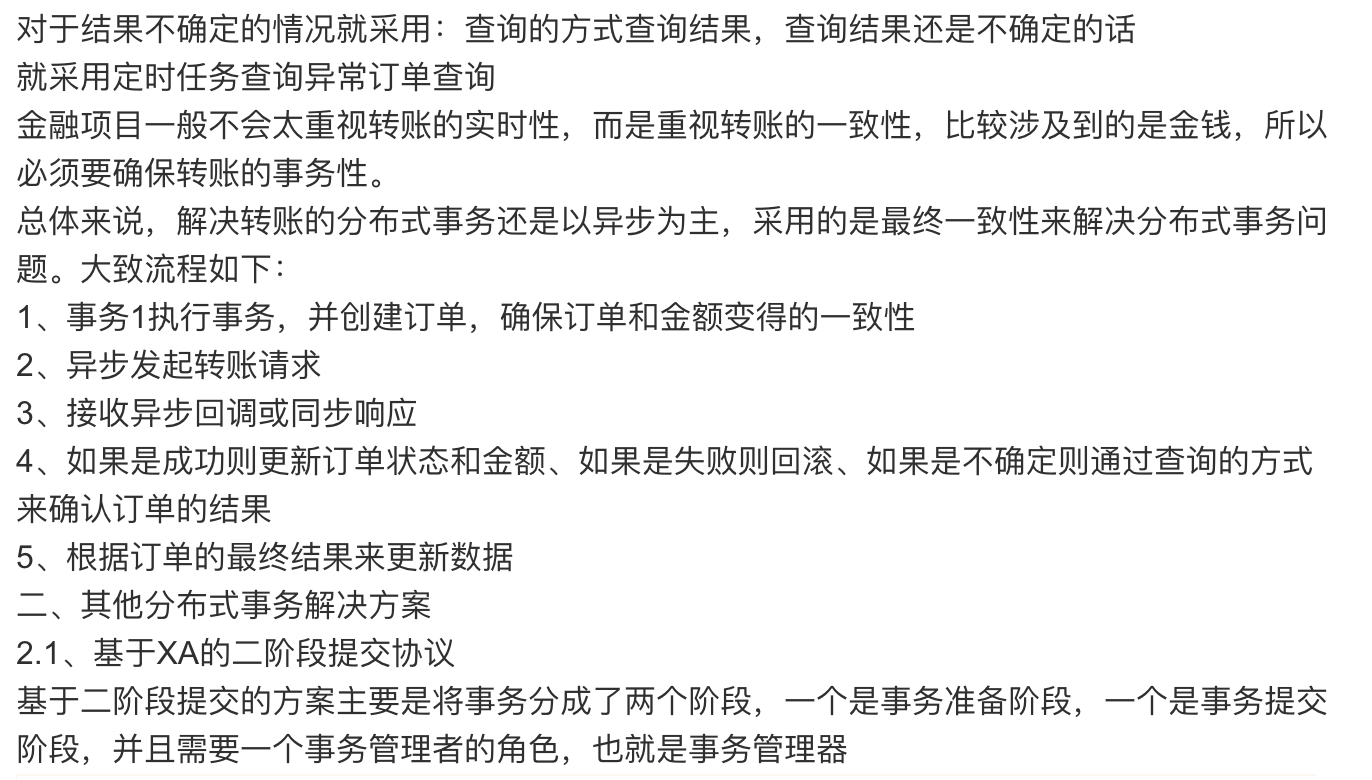 对于结果不确定的情况就采用：查询的方式查询结果，查询结果还是不确定的话
就采用定时任务查询异常订单查询
金融项目一般不会太重视转账的实时性，而是重视转账的一致性，比较涉及到的是金钱，所以
必须要确保转账的事务性。
总体来说，解决转账的分布式事务还是以异步为主，采用的是最终一致性来解决分布式事务问
题。大致流程如下：
1、事务1执行事务，并创建订单，确保订单和金额变得的一致性
2、异步发起转账请求
3、接收异步回调或同步响应
4、如果是成功则更新订单状态和金额、如果是失败则回滚、如果是不确定则通过查询的方式
来确认订单的结果
5、根据订单的最终结果来更新数据
二、其他分布式事务解决方案
2.1、基于XA的二阶段提交协议
基于二阶段提交的方案主要是将事务分成了两个阶段，一个是事务准备阶段，一个是事务提交
阶段，并且需要一个事务管理者的角色，也就是事务管理器